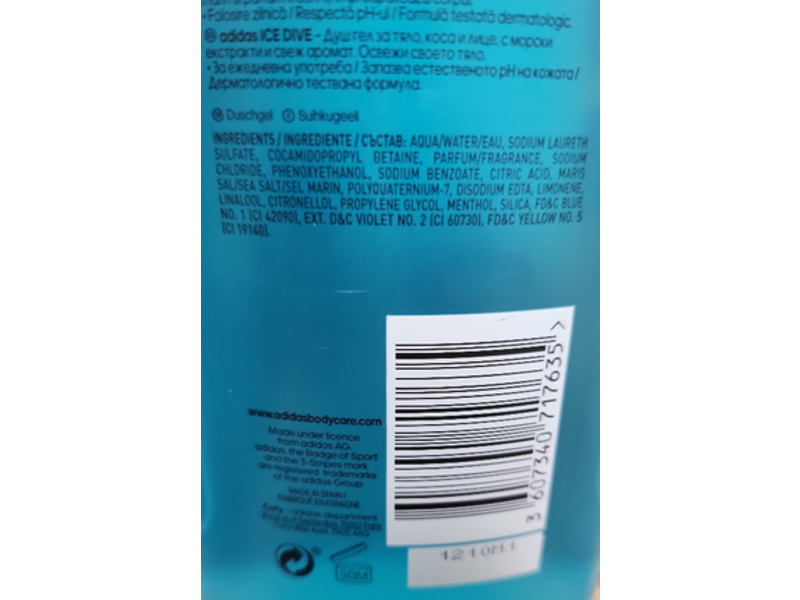 • Folosire zilnică / Respectă pH-ul / Formulă testată dermatologic.
adidas ICE DIVE - Душ гел за тяло, коса и лице, с морски
екстракти и свеж аромат. Освежи своето тяло.
• За ежедневна употреба / Запазва естественото pH на кожата /
Дерматологично тествана формула.
Duschgel Suihkugeeli
INGREDIENTS / INGREDIENTE / СЪСТАВ: AQUA/WATER/EAU, SODIUM LAURETH
SULFATE, COCAMIDOPROPYL BETAINE, PARFUM/FRAGRANCE, SODIUM
CHLORIDE, PHENOXYETHANOL, SODIUM BENZOATE, CITRIC ACID, MARIS
SAL/SEA SALT/SEL MARIN, POLYQUATERNIUM-7, DISODIUM EDTA, LIMONENE,
LINALOOL, CITRONELLOL, PROPYLENE GLYCOL, MENTHOL, SILICA, FD&C BLUE
NO. 1 (CI 42090), EXT. D&C VIOLET NO. 2 (CI 60730), FD&C YELLOW NO. 5
(CI 19140).
www.adidasbodycare.com
Made under licence
from adidas AG.
adidas, the Badge of Sport
and the 3-Stripes mark
are registered trademarks
of the adidas Group
MADE IN SPAIN /
FABRIQUÉ EN ESPAGNE
Coty - adidas department
3 607340 717635 >
1210M1
30M